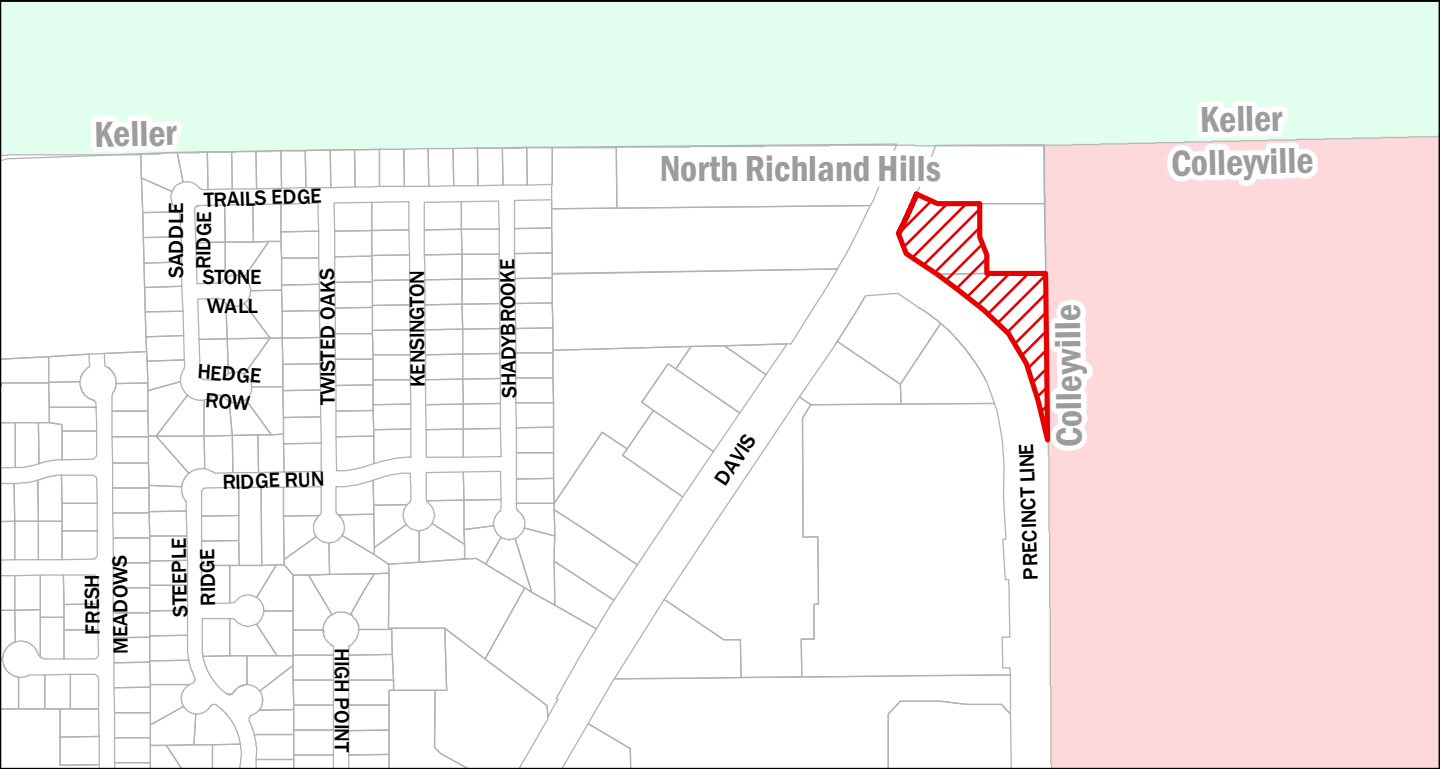 Keller
Keller
Colleyville
North Richland Hills
TRAILS EDGE
SADDLE
RIDGE
STONE
WALL
TWISTED OAKS
KENSINGTON
SHADYBROOKE
HEDGE
ROW
Colleyville
DAVIS
RIDGE RUN
PRECINCT LINE
FRESH
MEADOWS
STEEPLE
RIDGE
HIGH POINT